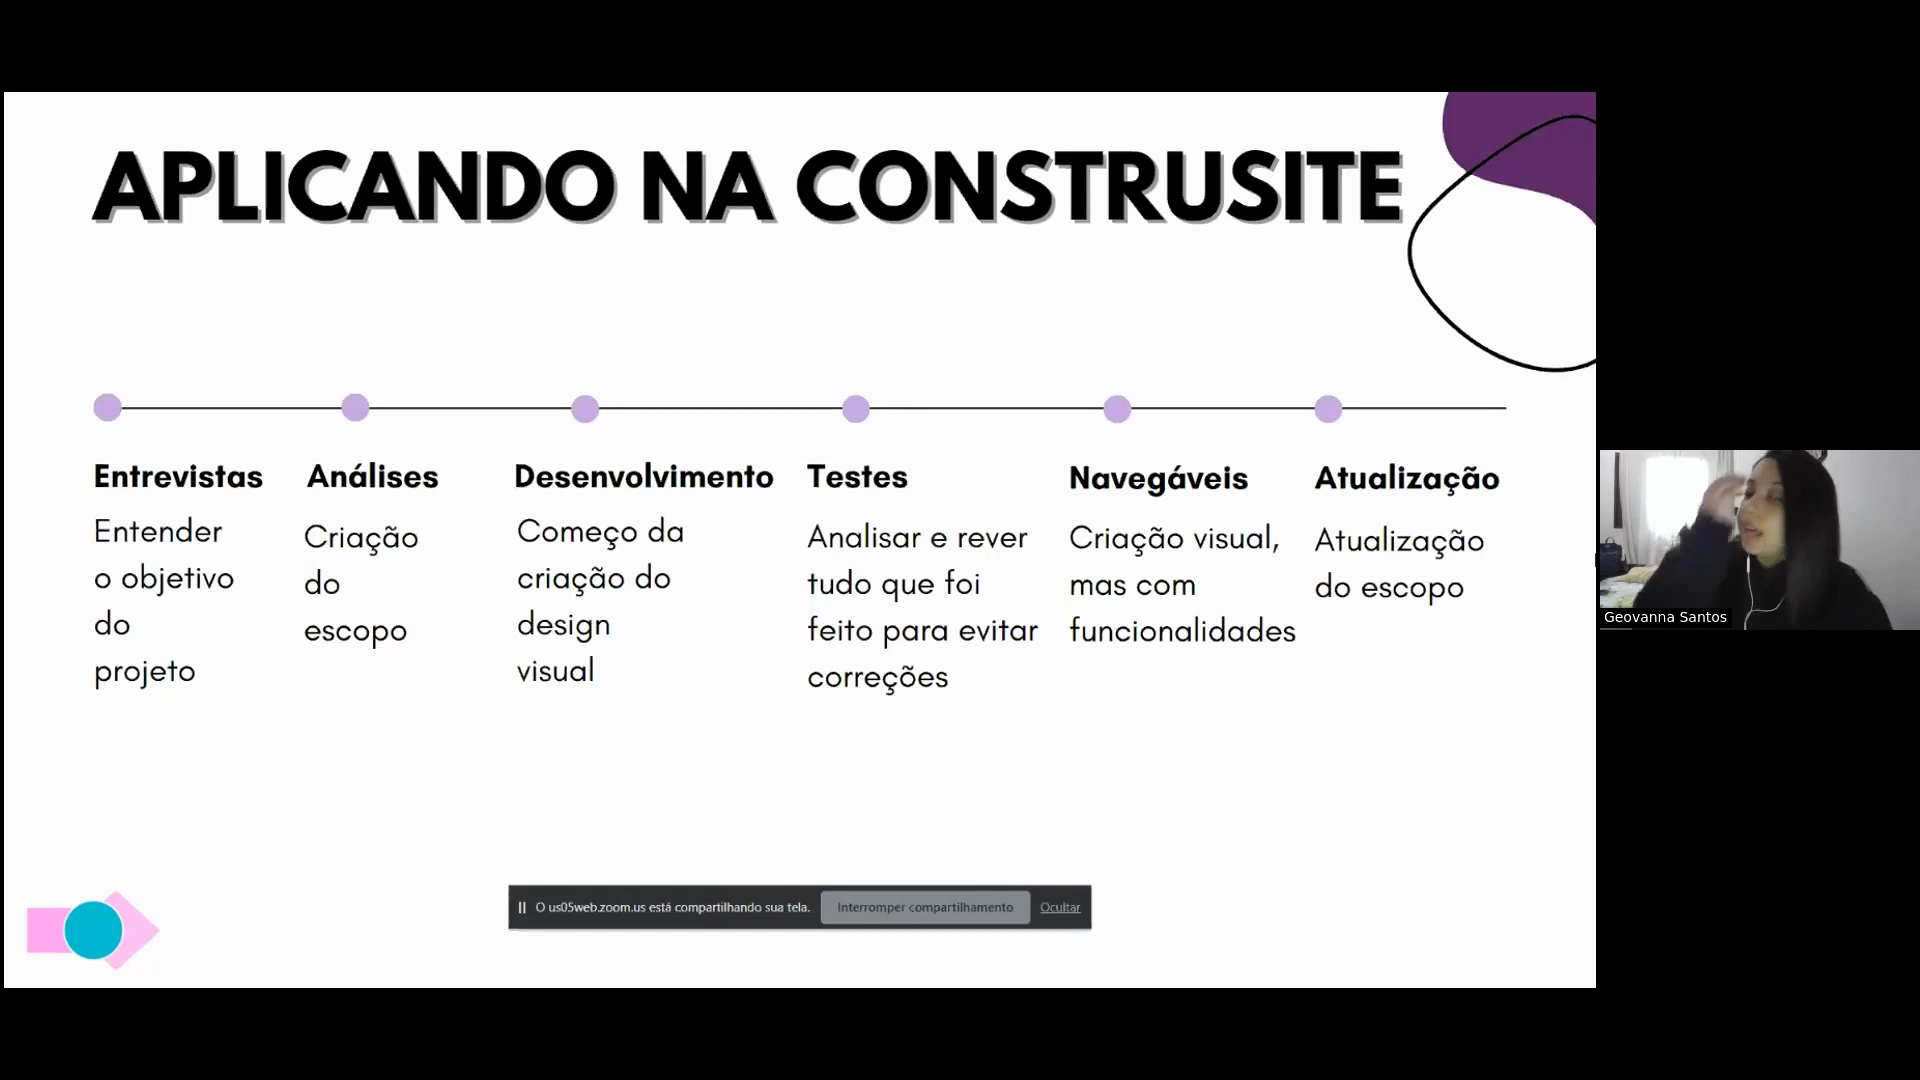 APLICANDO NA CONSTRUSITE
Entrevistas
Entender
o objetivo
do
projeto
Análises
Criação
do
escopo
Desenvolvimento
Começo da
criação do
design
visual
Testes
Analisar e rever
tudo que foi
feito para evitar
correções
Navegáveis
Criação visual,
mas com
funcionalidades
Atualização
Atualização
do escopo
Geovanna Santos
O us05web.zoom.us está compartilhando sua tela. Interromper compartilhamento Ocultar